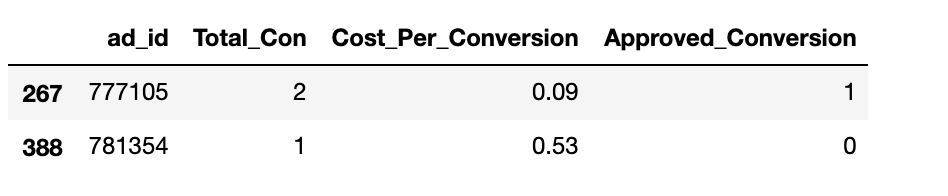 ad_id Total_Con Cost_Per_Conversion Approved_Conversion
267 777105 2 0.09 1
388 781354 1 0.53 0